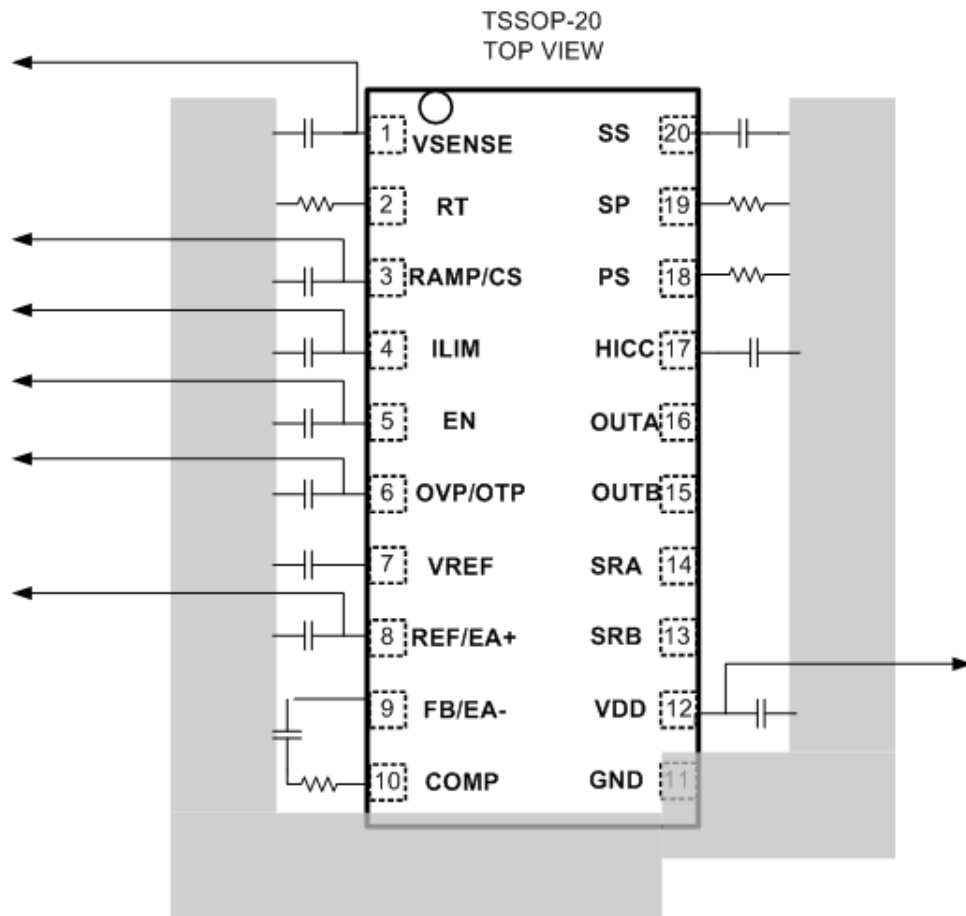 TSSOP-20
TOP VIEW
1 VSENSE SS 20
2 RT SP 19
3 RAMP/CS PS 18
4 ILIM HICC 17
5 EN OUTA 16
6 OVP/OTP OUTB 15
7 VREF SRA 14
8 REF/EA+ SRB 13
9 FB/EA- VDD 12
10 COMP GND 11